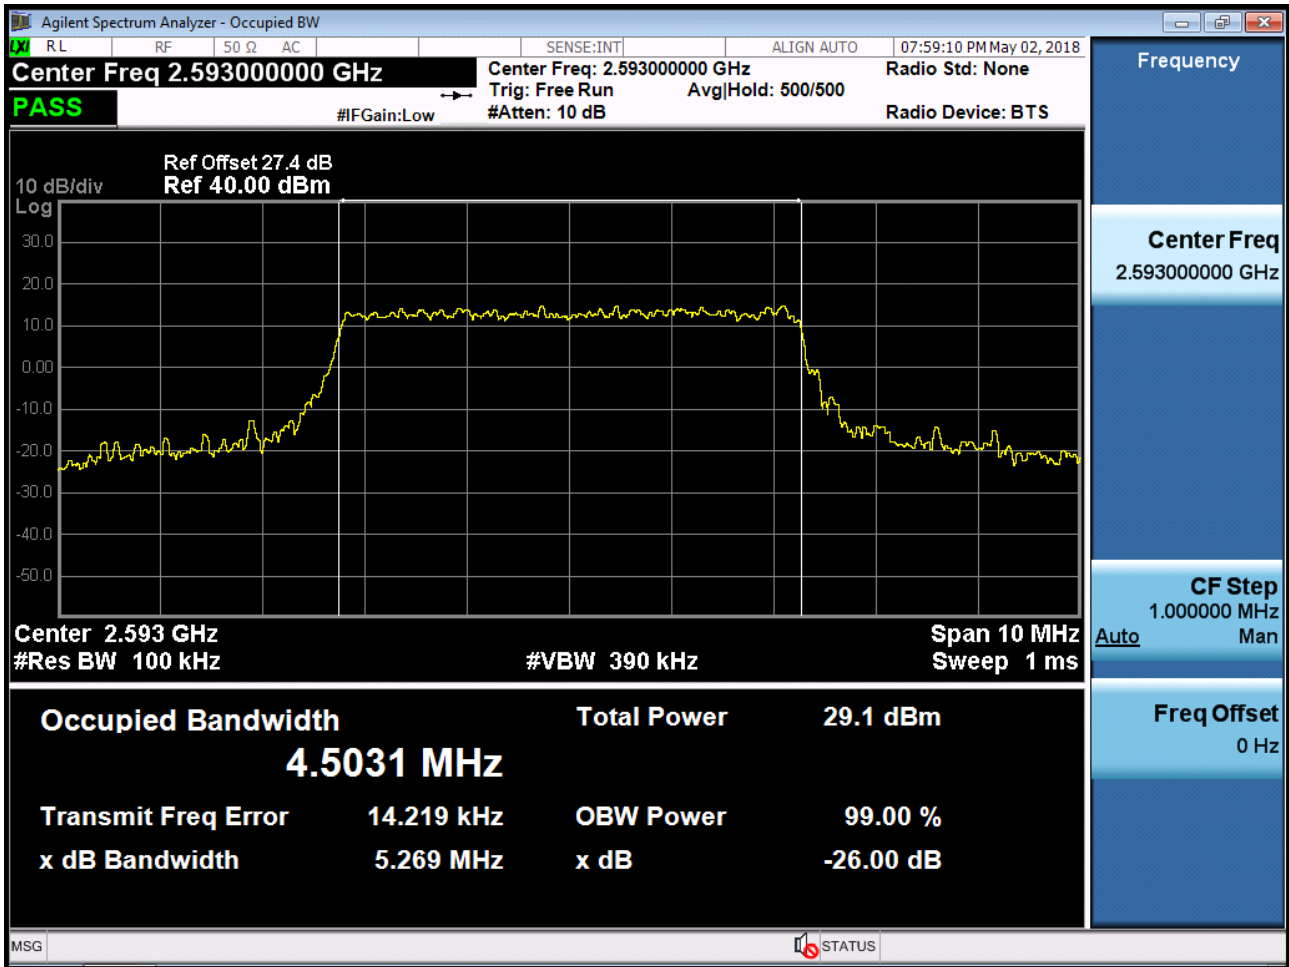 Agilent Spectrum Analyzer - Occupied BW
LXI RL RF 50 Ω AC SENSE:INT ALIGN AUTO 07:59:10 PM May 02, 2018
Center Freq 2.593000000 GHz
Center Freq: 2.593000000 GHz
Radio Std: None
Trig: Free Run Avg|Hold: 500/500
PASS
#IFGain:Low
#Atten: 10 dB
Radio Device: BTS
Ref Offset 27.4 dB
10 dB/div Ref 40.00 dBm
Log
30.0
20.0
10.0
0.00
-10.0
-20.0
-30.0
-40.0
-50.0
Center 2.593 GHz Span 10 MHz
#Res BW 100 kHz #VBW 390 kHz Sweep 1 ms
Occupied Bandwidth Total Power 29.1 dBm
4.5031 MHz
Transmit Freq Error 14.219 kHz OBW Power 99.00 %
x dB Bandwidth 5.269 MHz x dB -26.00 dB
Frequency
Center Freq
2.593000000 GHz
CF Step
1.000000 MHz
Auto Man
Freq Offset
0 Hz
MSG STATUS